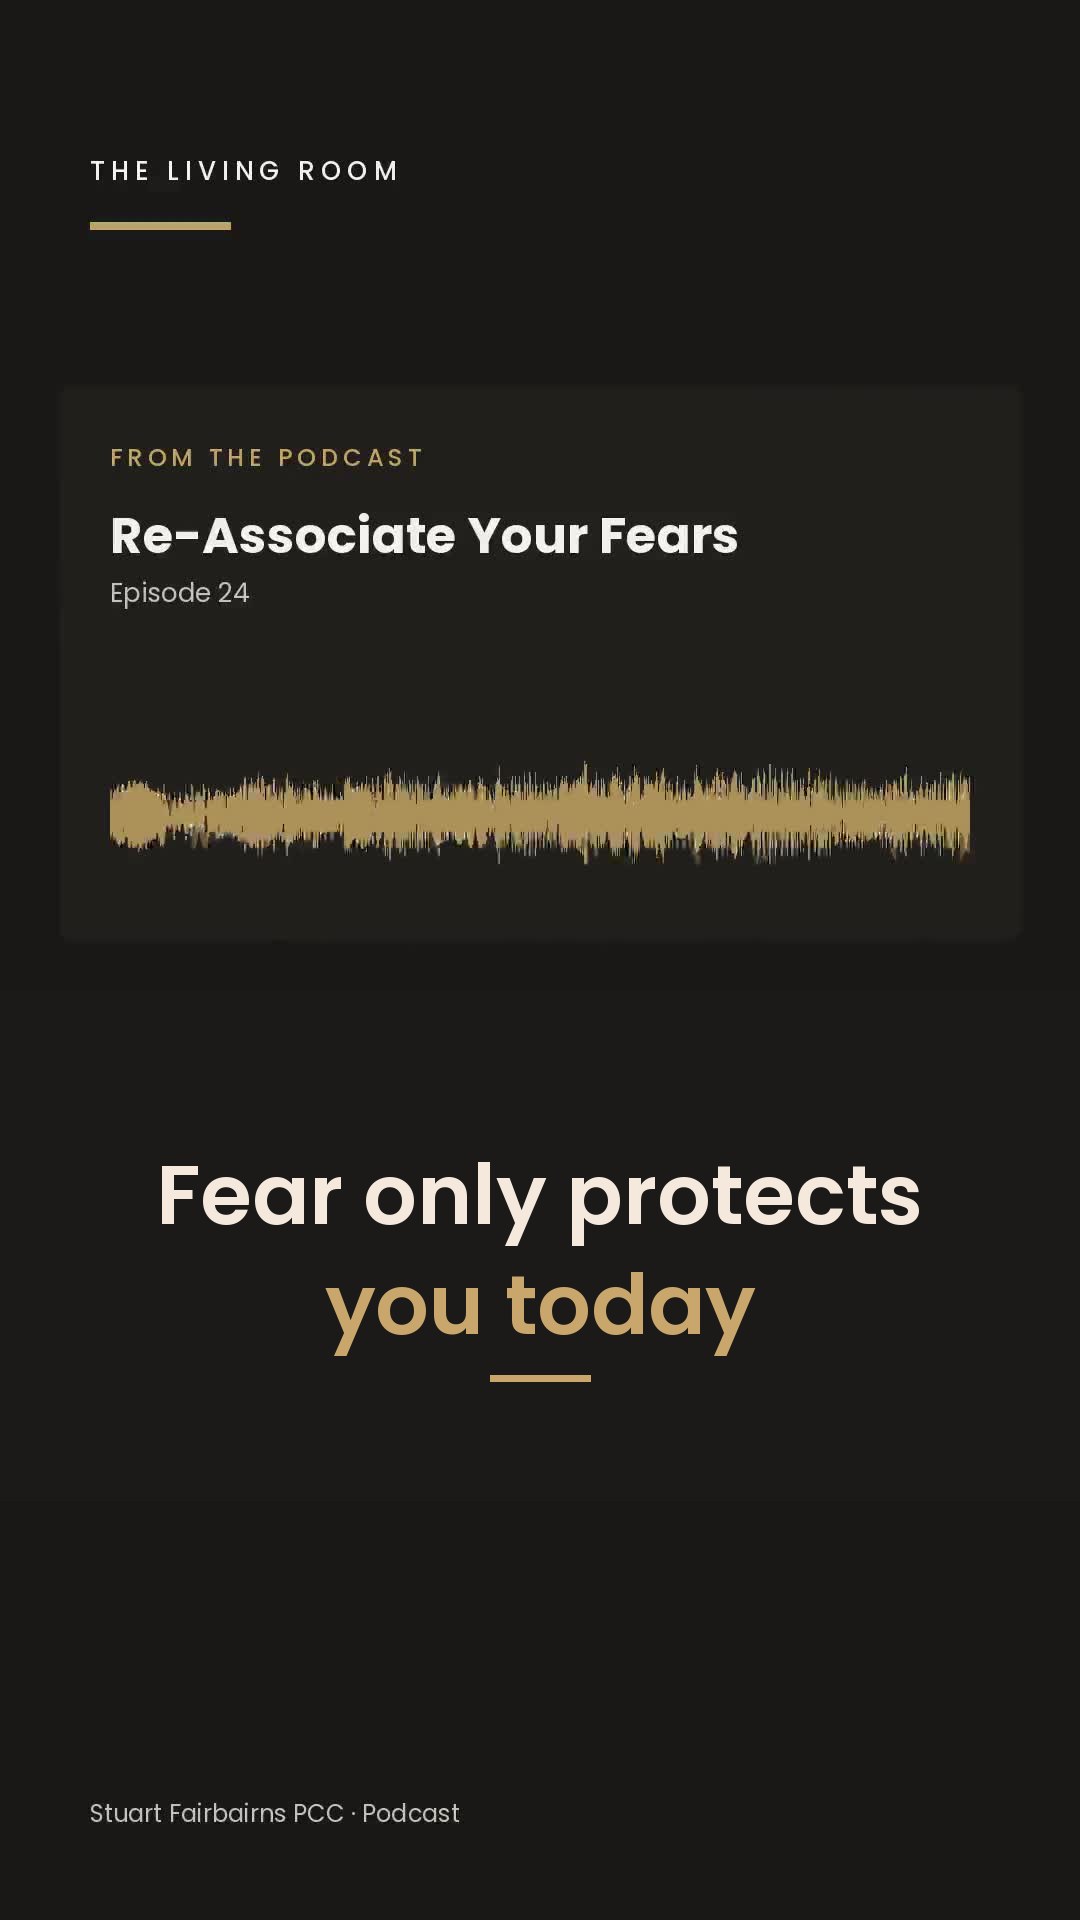 THE LIVING ROOM
FROM THE PODCAST
Re-Associate Your Fears
Episode 24
Fear only protects
you today
Stuart Fairbairns PCC · Podcast